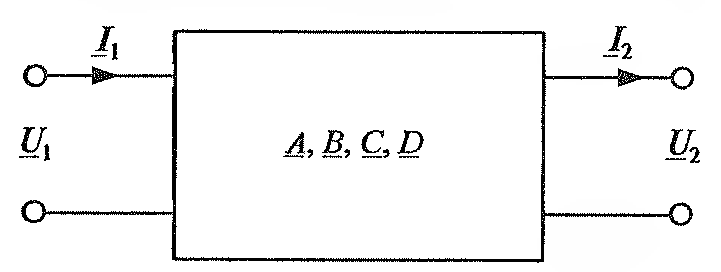 I₁ I₂
U₁ A, B, C, D U₂